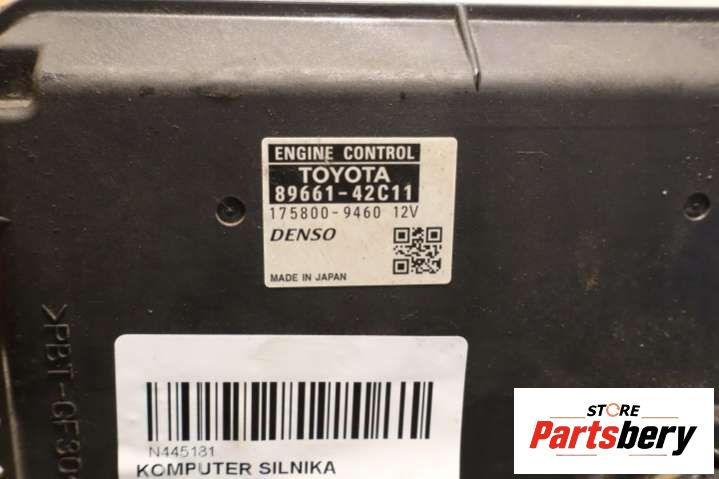 ENGINE CONTROL
TOYOTA
89661-42C11
175800-9460 12V
DENSO
MADE IN JAPAN
>PBT-GF30
N445181
KOMPUTER SILNIKA
STORE
Partsbery